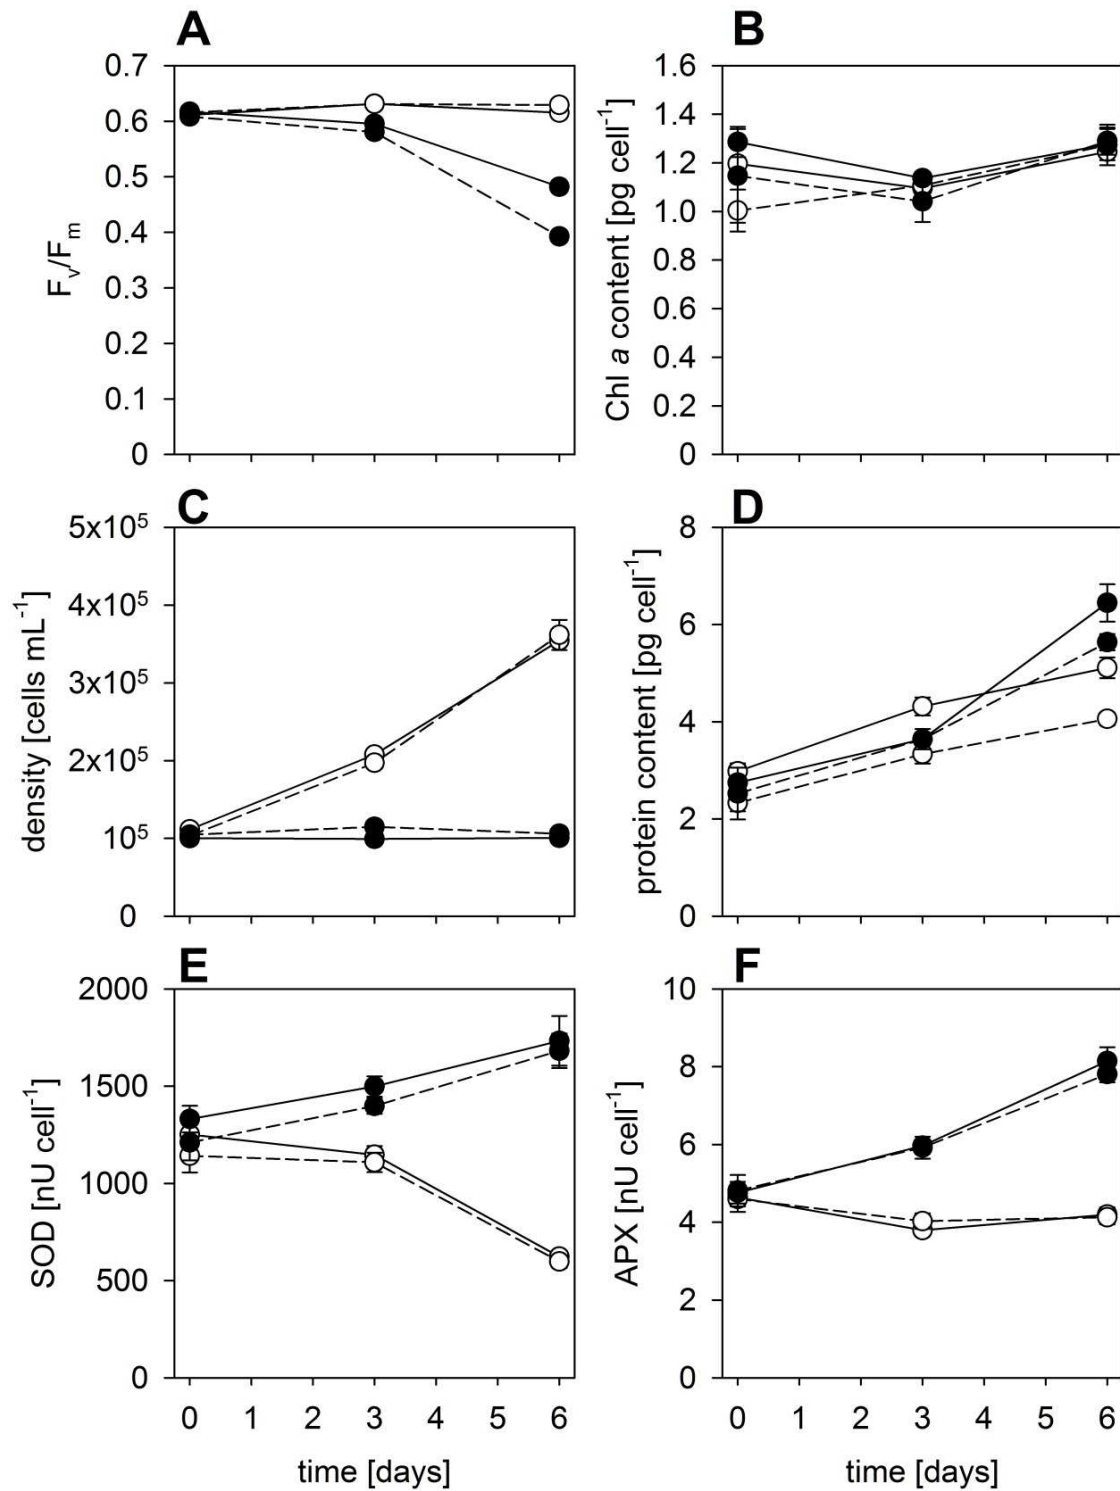 A
0.7
0.6
0.5
0.4
0.3
0.2
0.1
0
Fv/Fm
B
1.6
1.4
1.2
1.0
0.8
0.6
0.4
0.2
0
Chl a content [pg cell⁻¹]
C
5x10⁵
4x10⁵
3x10⁵
2x10⁵
10⁵
0
density [cells mL⁻¹]
D
8
6
4
2
0
protein content [pg cell⁻¹]
E
2000
1500
1000
500
0
SOD [nU cell⁻¹]
0 1 2 3 4 5 6
time [days]
F
10
8
6
4
2
0
APX [nU cell⁻¹]
0 1 2 3 4 5 6
time [days]